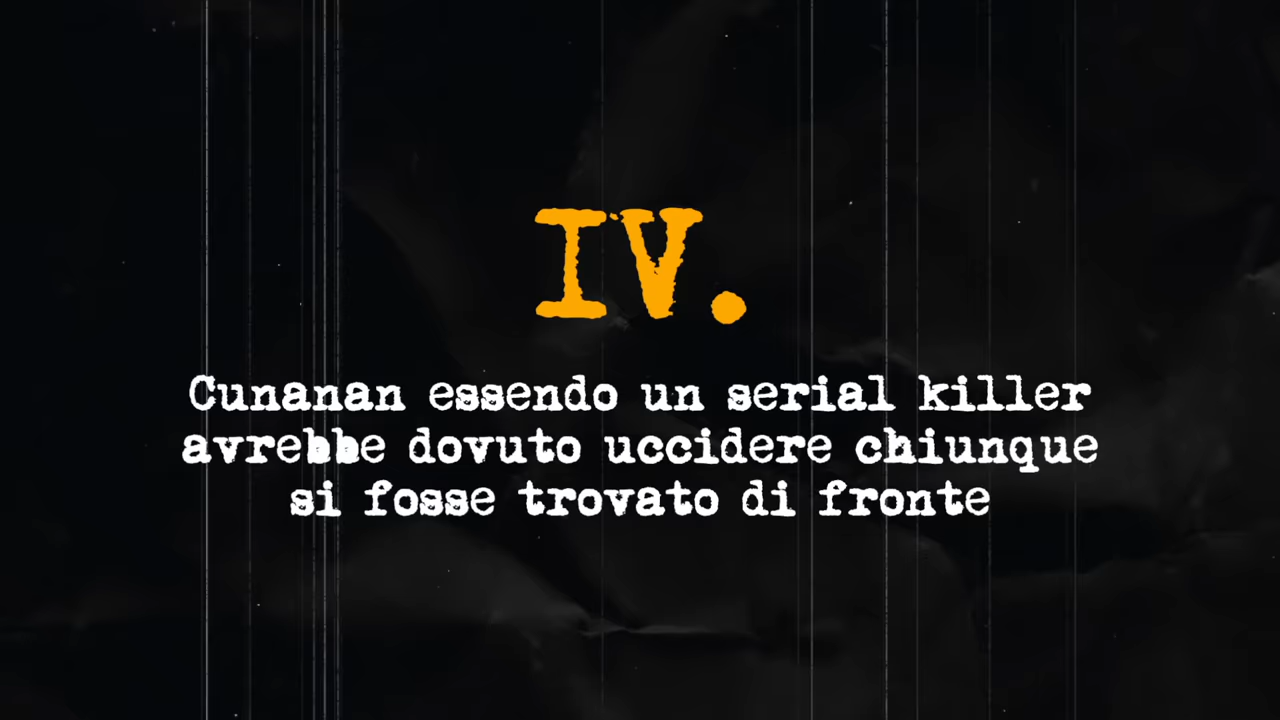 IV.
Cunanan essendo un serial killer
avrebbe dovuto uccidere chiunque
si fosse trovato di fronte